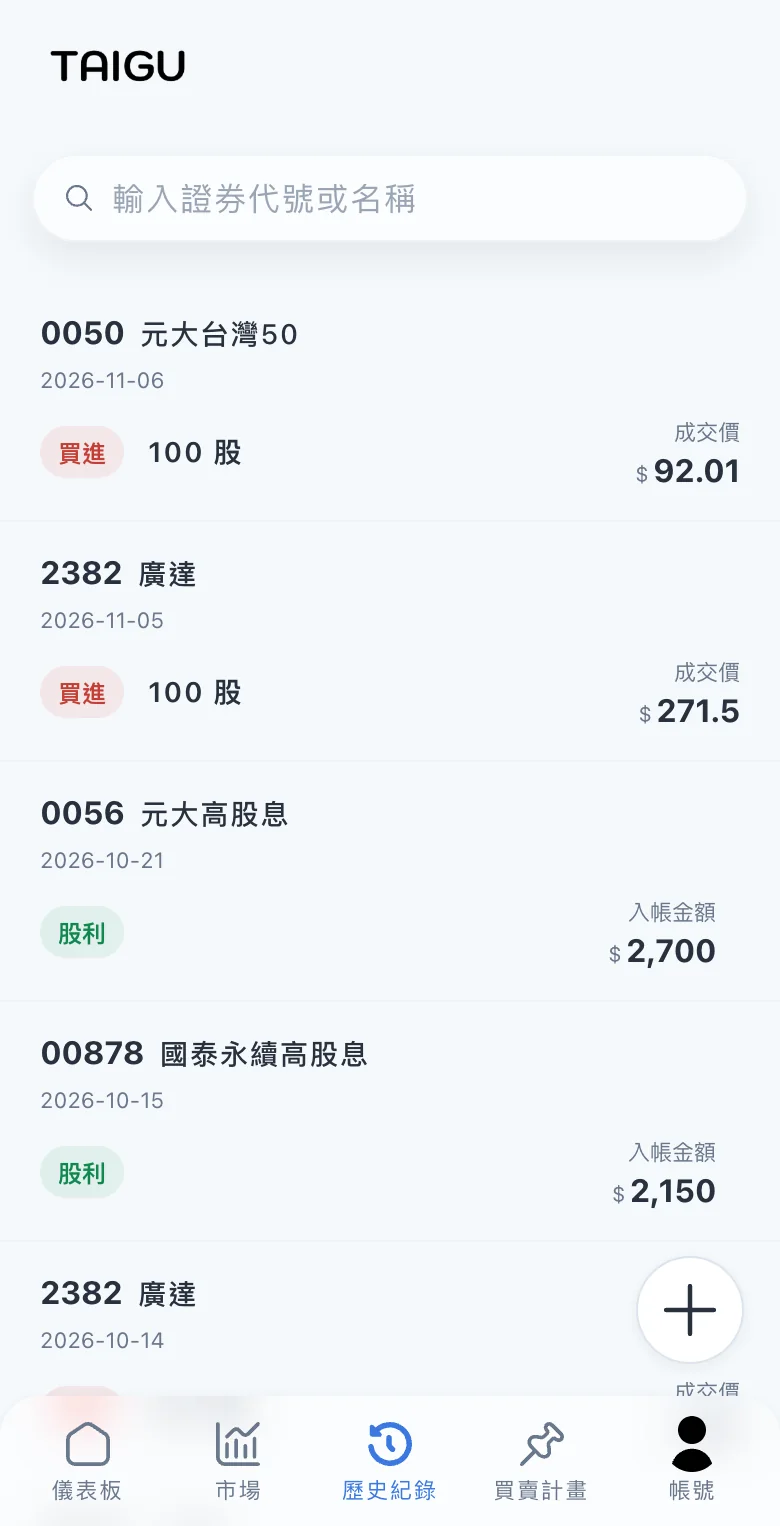 TAIGU
輸入證券代號或名稱
0050 元大台灣50
2026-11-06
買進 100 股
成交價
$ 92.01
2382 廣達
2026-11-05
買進 100 股
成交價
$ 271.5
0056 元大高股息
2026-10-21
股利
入帳金額
$ 2,700
00878 國泰永續高股息
2026-10-15
股利
入帳金額
$ 2,150
2382 廣達
2026-10-14
成交價
儀表板 市場 歷史紀錄 買賣計畫 帳號